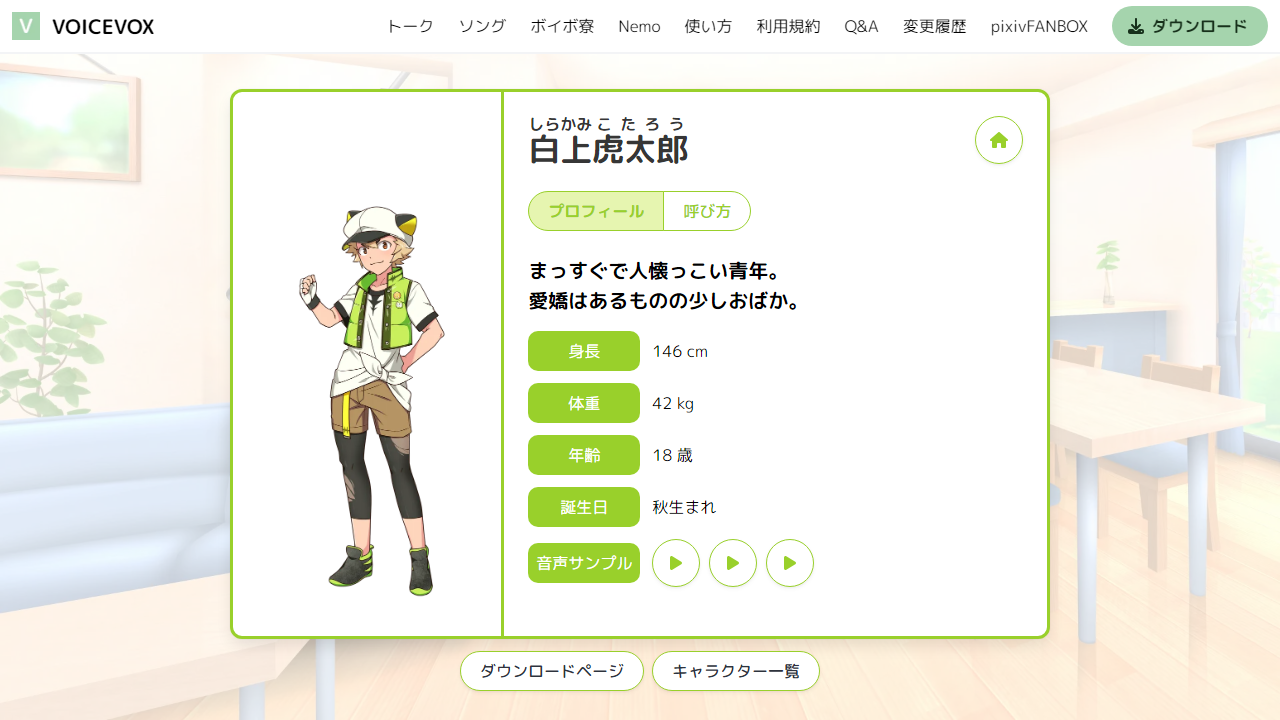 V VOICEVOX
トーク ソング ボイボ寮 Nemo 使い方 利用規約 Q&A 変更履歴 pixivFANBOX ダウンロード
しらかみ こたろう
白上虎太郎
プロフィール 呼び方
まっすぐで人懐っこい青年。
愛嬌はあるものの少しおばか。
身長 146 cm
体重 42 kg
年齢 18 歳
誕生日 秋生まれ
音声サンプル
ダウンロードページ キャラクター一覧